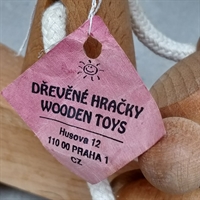 DŘEVĚNÉ HRAČKY
WOODEN TOYS
Husova 12
110 00 PRAHA 1
CZ